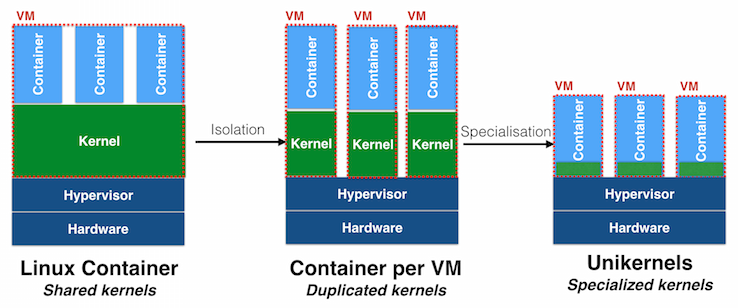 VM
Container
Container
Container
Kernel
Hypervisor
Hardware
Linux Container
Shared kernels
Isolation
VM
VM
VM
Container
Container
Container
Kernel
Kernel
Kernel
Hypervisor
Hardware
Container per VM
Duplicated kernels
Specialisation
VM
VM
VM
Container
Container
Container
Hypervisor
Hardware
Unikernels
Specialized kernels